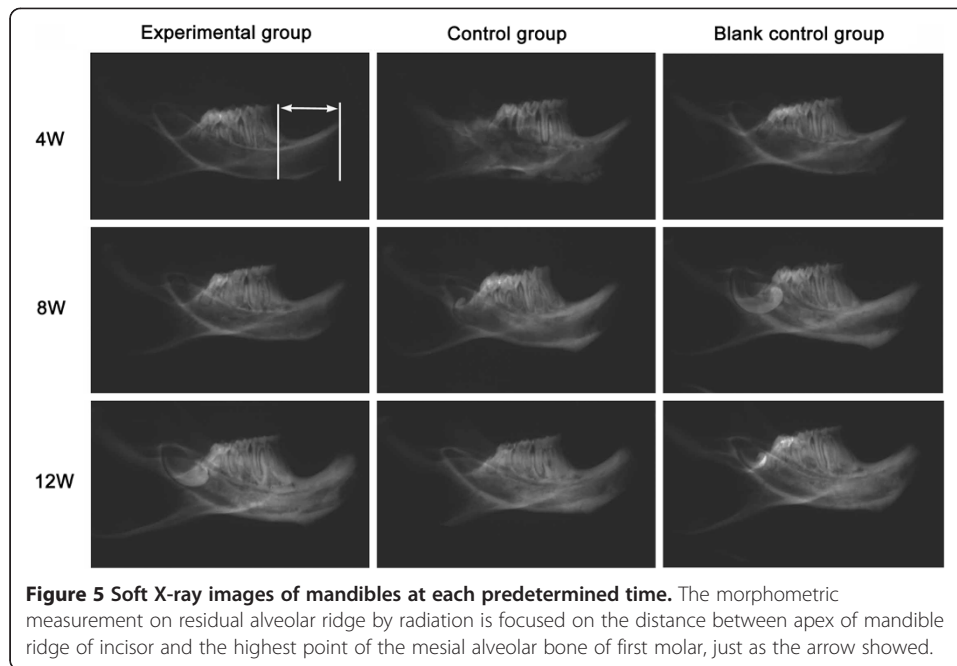 Experimental group Control group Blank control group
4W
8W
12W
Figure 5 Soft X-ray images of mandibles at each predetermined time. The morphometric
measurement on residual alveolar ridge by radiation is focused on the distance between apex of mandible
ridge of incisor and the highest point of the mesial alveolar bone of first molar, just as the arrow showed.